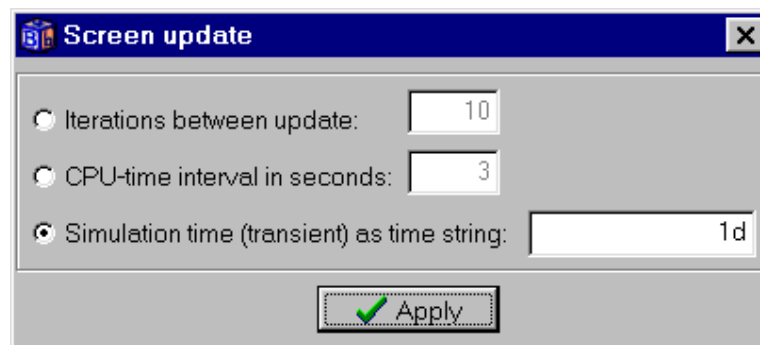 Screen update
Iterations between update: 10
CPU-time interval in seconds: 3
Simulation time (transient) as time string: 1d
Apply